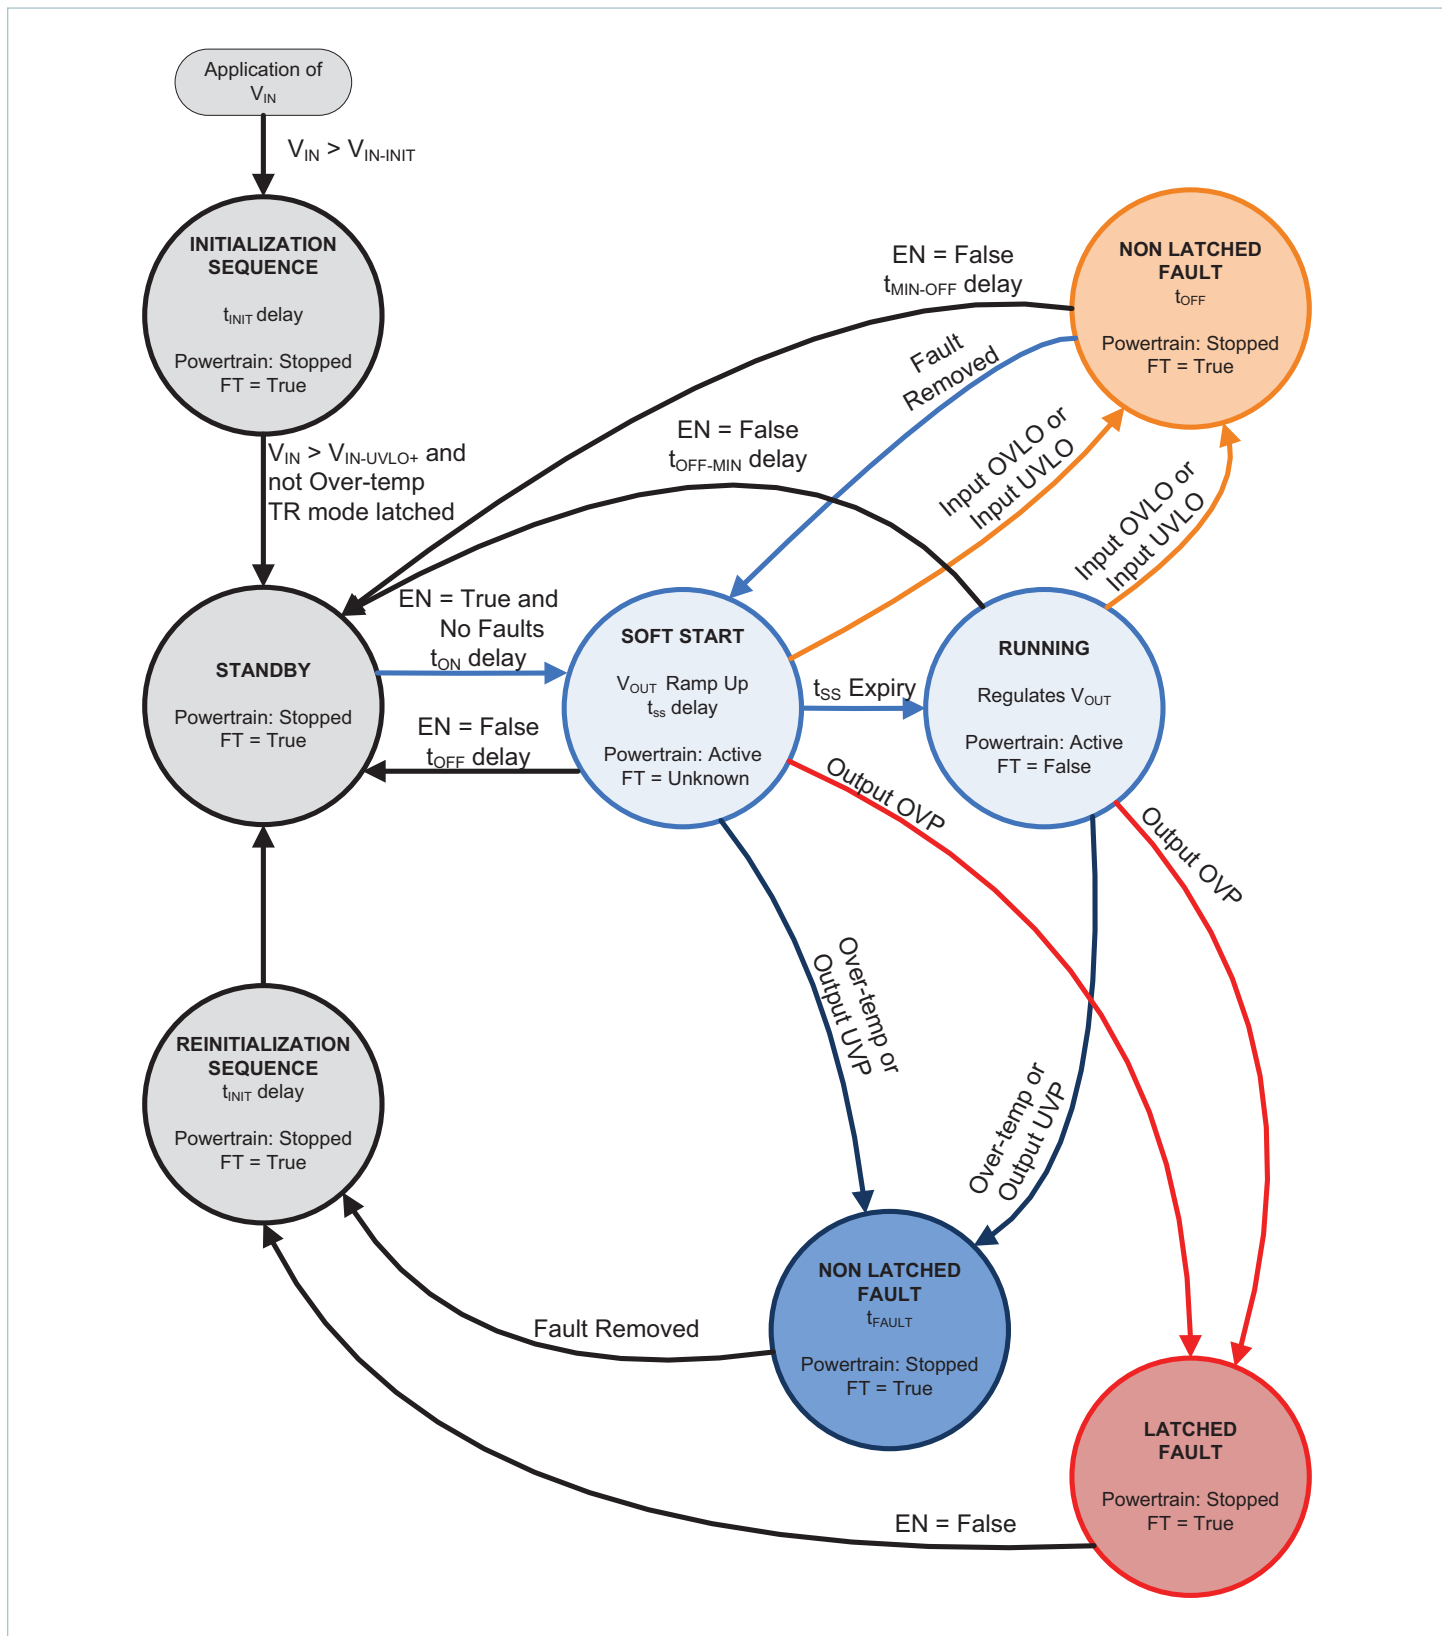 Application of
VIN
VIN > VIN-INIT
INITIALIZATION
SEQUENCE
tINIT delay
Powertrain: Stopped
FT = True
VIN > VIN-UVLO+ and
not Over-temp
TR mode latched
EN = False
tMIN-OFF delay
NON LATCHED
FAULT
tOFF
Powertrain: Stopped
FT = True
Fault
Removed
EN = False
tOFF-MIN delay
Input OVLO or
Input UVLO
Input OVLO or
Input UVLO
STANDBY
Powertrain: Stopped
FT = True
EN = True and
No Faults
tON delay
EN = False
tOFF delay
SOFT START
VOUT Ramp Up
tss delay
Powertrain: Active
FT = Unknown
tSS Expiry
RUNNING
Regulates VOUT
Powertrain: Active
FT = False
Output OVP
Output OVP
Over-temp or
Output UVP
Over-temp or
Output UVP
REINITIALIZATION
SEQUENCE
tINIT delay
Powertrain: Stopped
FT = True
Fault Removed
NON LATCHED
FAULT
tFAULT
Powertrain: Stopped
FT = True
EN = False
LATCHED
FAULT
Powertrain: Stopped
FT = True